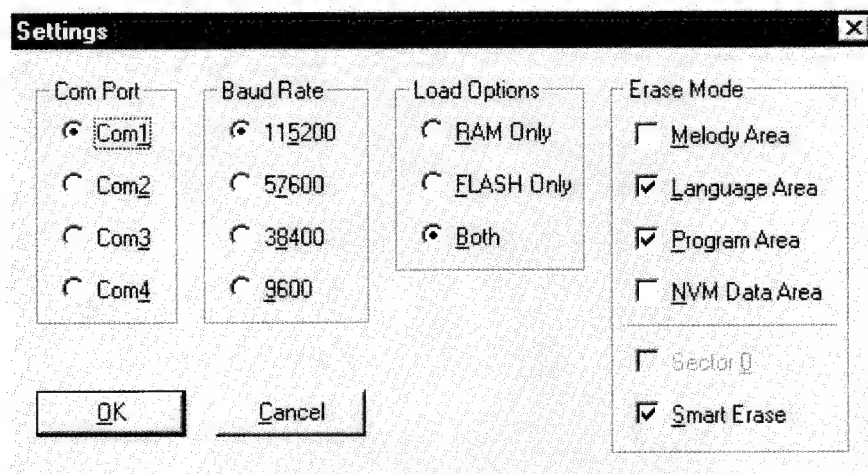 Settings
Com Port
Com1
Com2
Com3
Com4
Baud Rate
115200
57600
38400
9600
Load Options
RAM Only
FLASH Only
Both
Erase Mode
Melody Area
Language Area
Program Area
NVM Data Area
Sector 0
Smart Erase
OK
Cancel